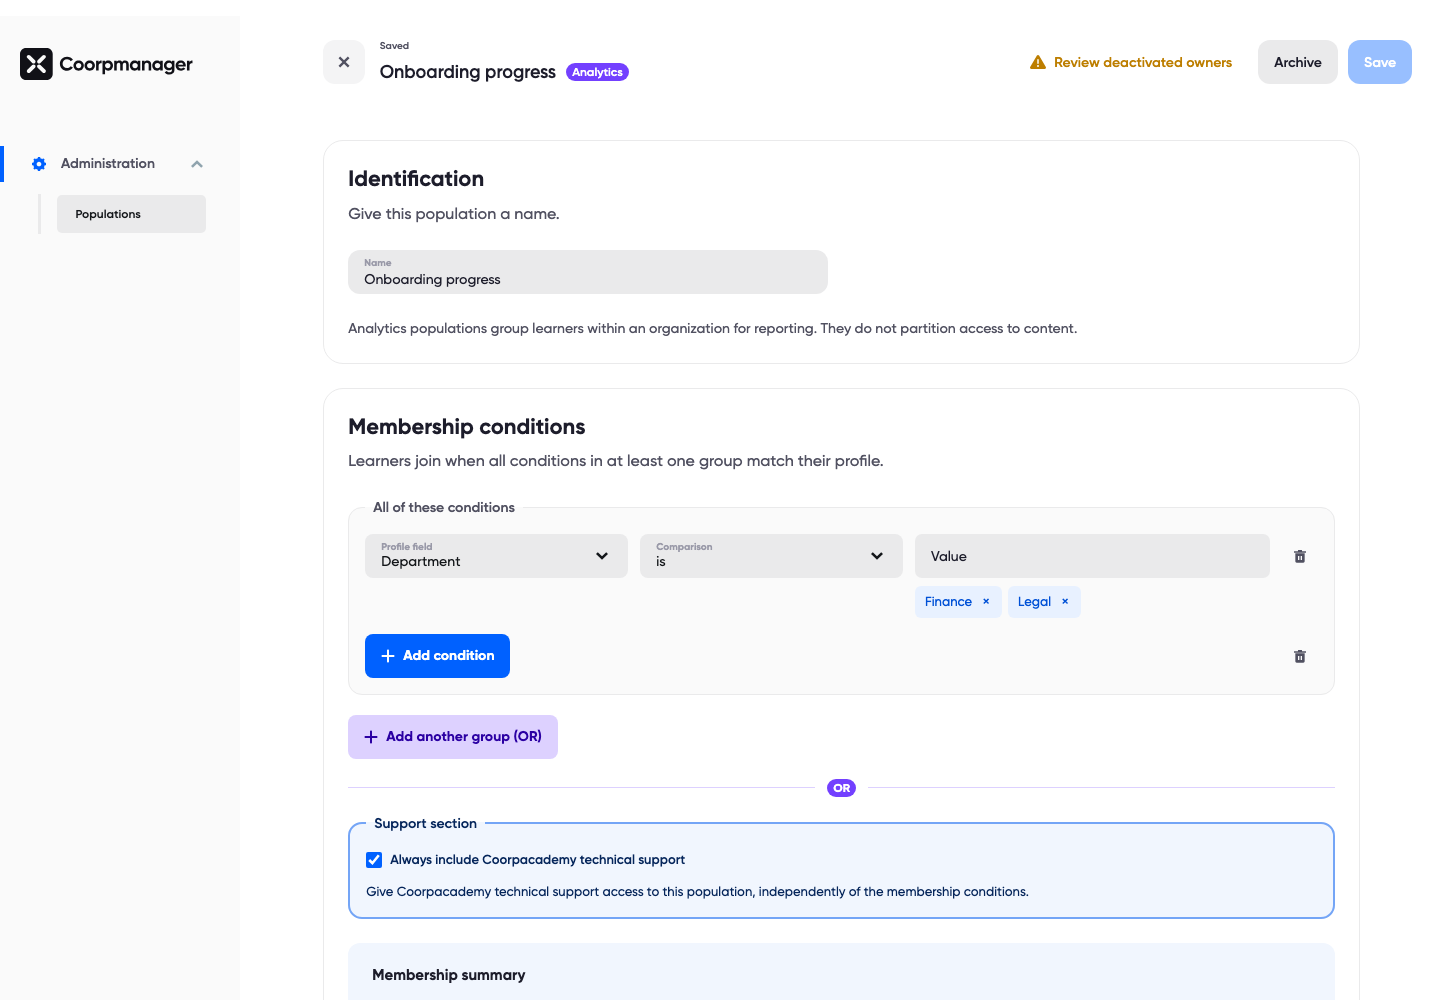 Coorpmanager
Administration
Populations
Saved
Onboarding progress Analytics
Review deactivated owners
Archive
Save
Identification
Give this population a name.
Name
Onboarding progress
Analytics populations group learners within an organization for reporting. They do not partition access to content.
Membership conditions
Learners join when all conditions in at least one group match their profile.
All of these conditions
Profile field
Department
Comparison
is
Value
Finance ×
Legal ×
+ Add condition
+ Add another group (OR)
OR
Support section
Always include Coorpacademy technical support
Give Coorpacademy technical support access to this population, independently of the membership conditions.
Membership summary